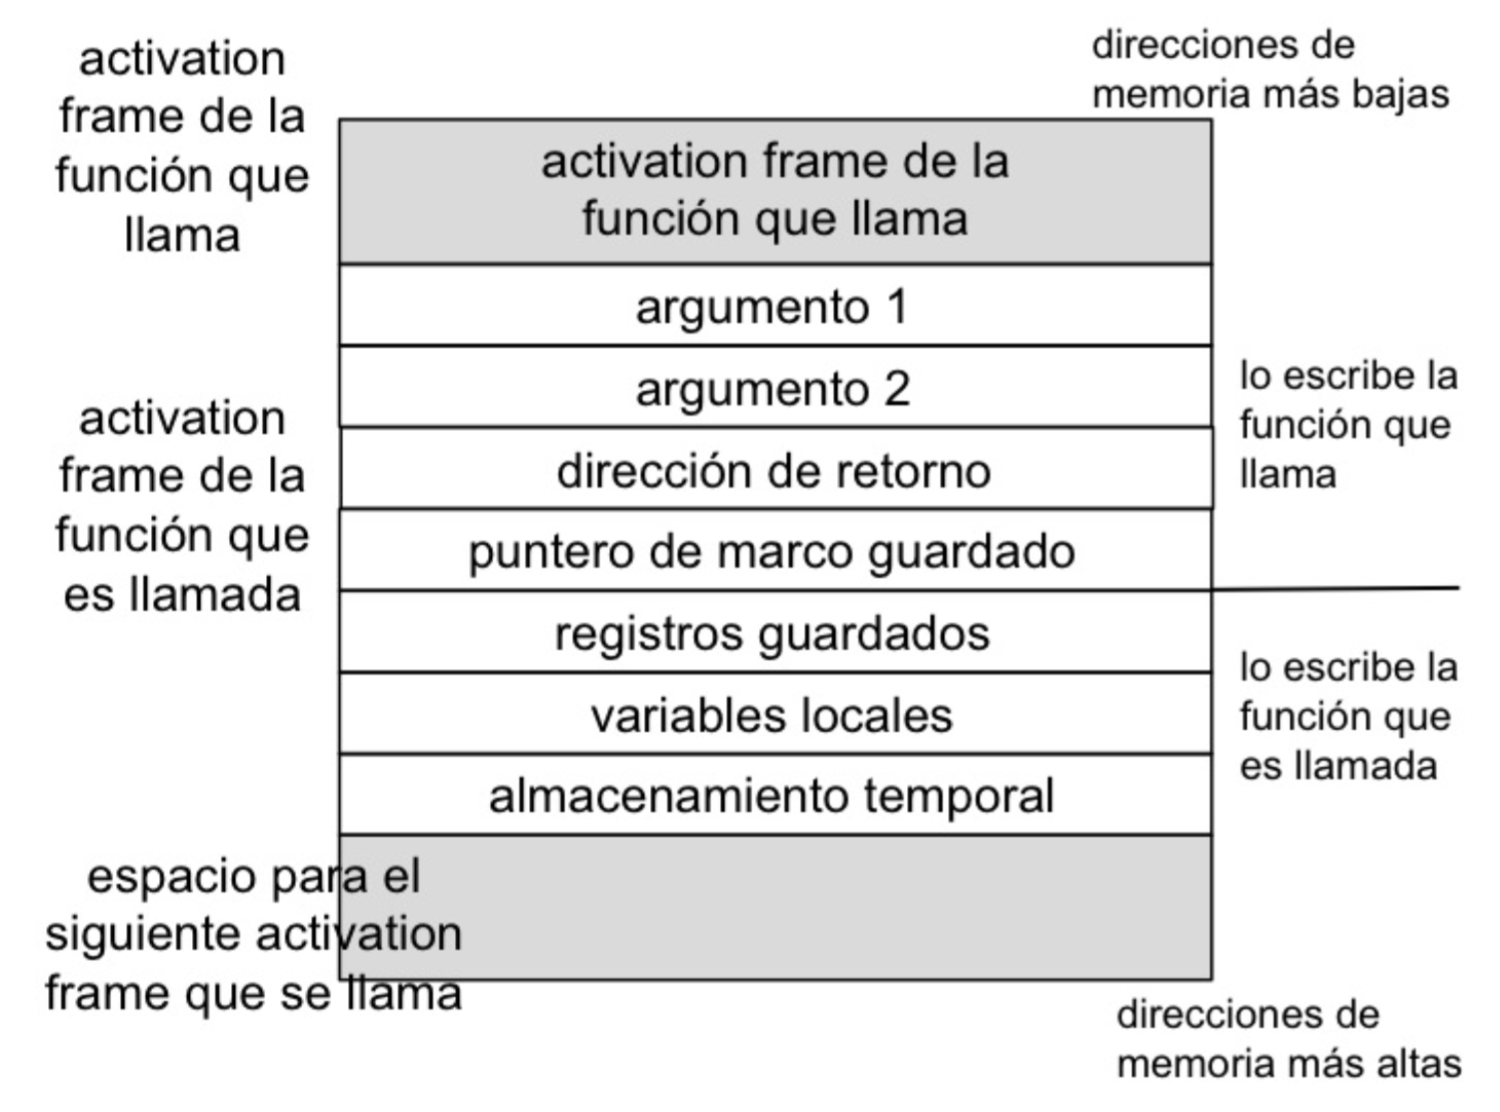 activation
frame de la
función que
llama
direcciones de
memoria más bajas
activation frame de la
función que llama
argumento 1
argumento 2
dirección de retorno
puntero de marco guardado
activation
frame de la
función que
es llamada
lo escribe la
función que
llama
registros guardados
variables locales
almacenamiento temporal
lo escribe la
función que
es llamada
espacio para el
siguiente activation
frame que se llama
direcciones de
memoria más altas